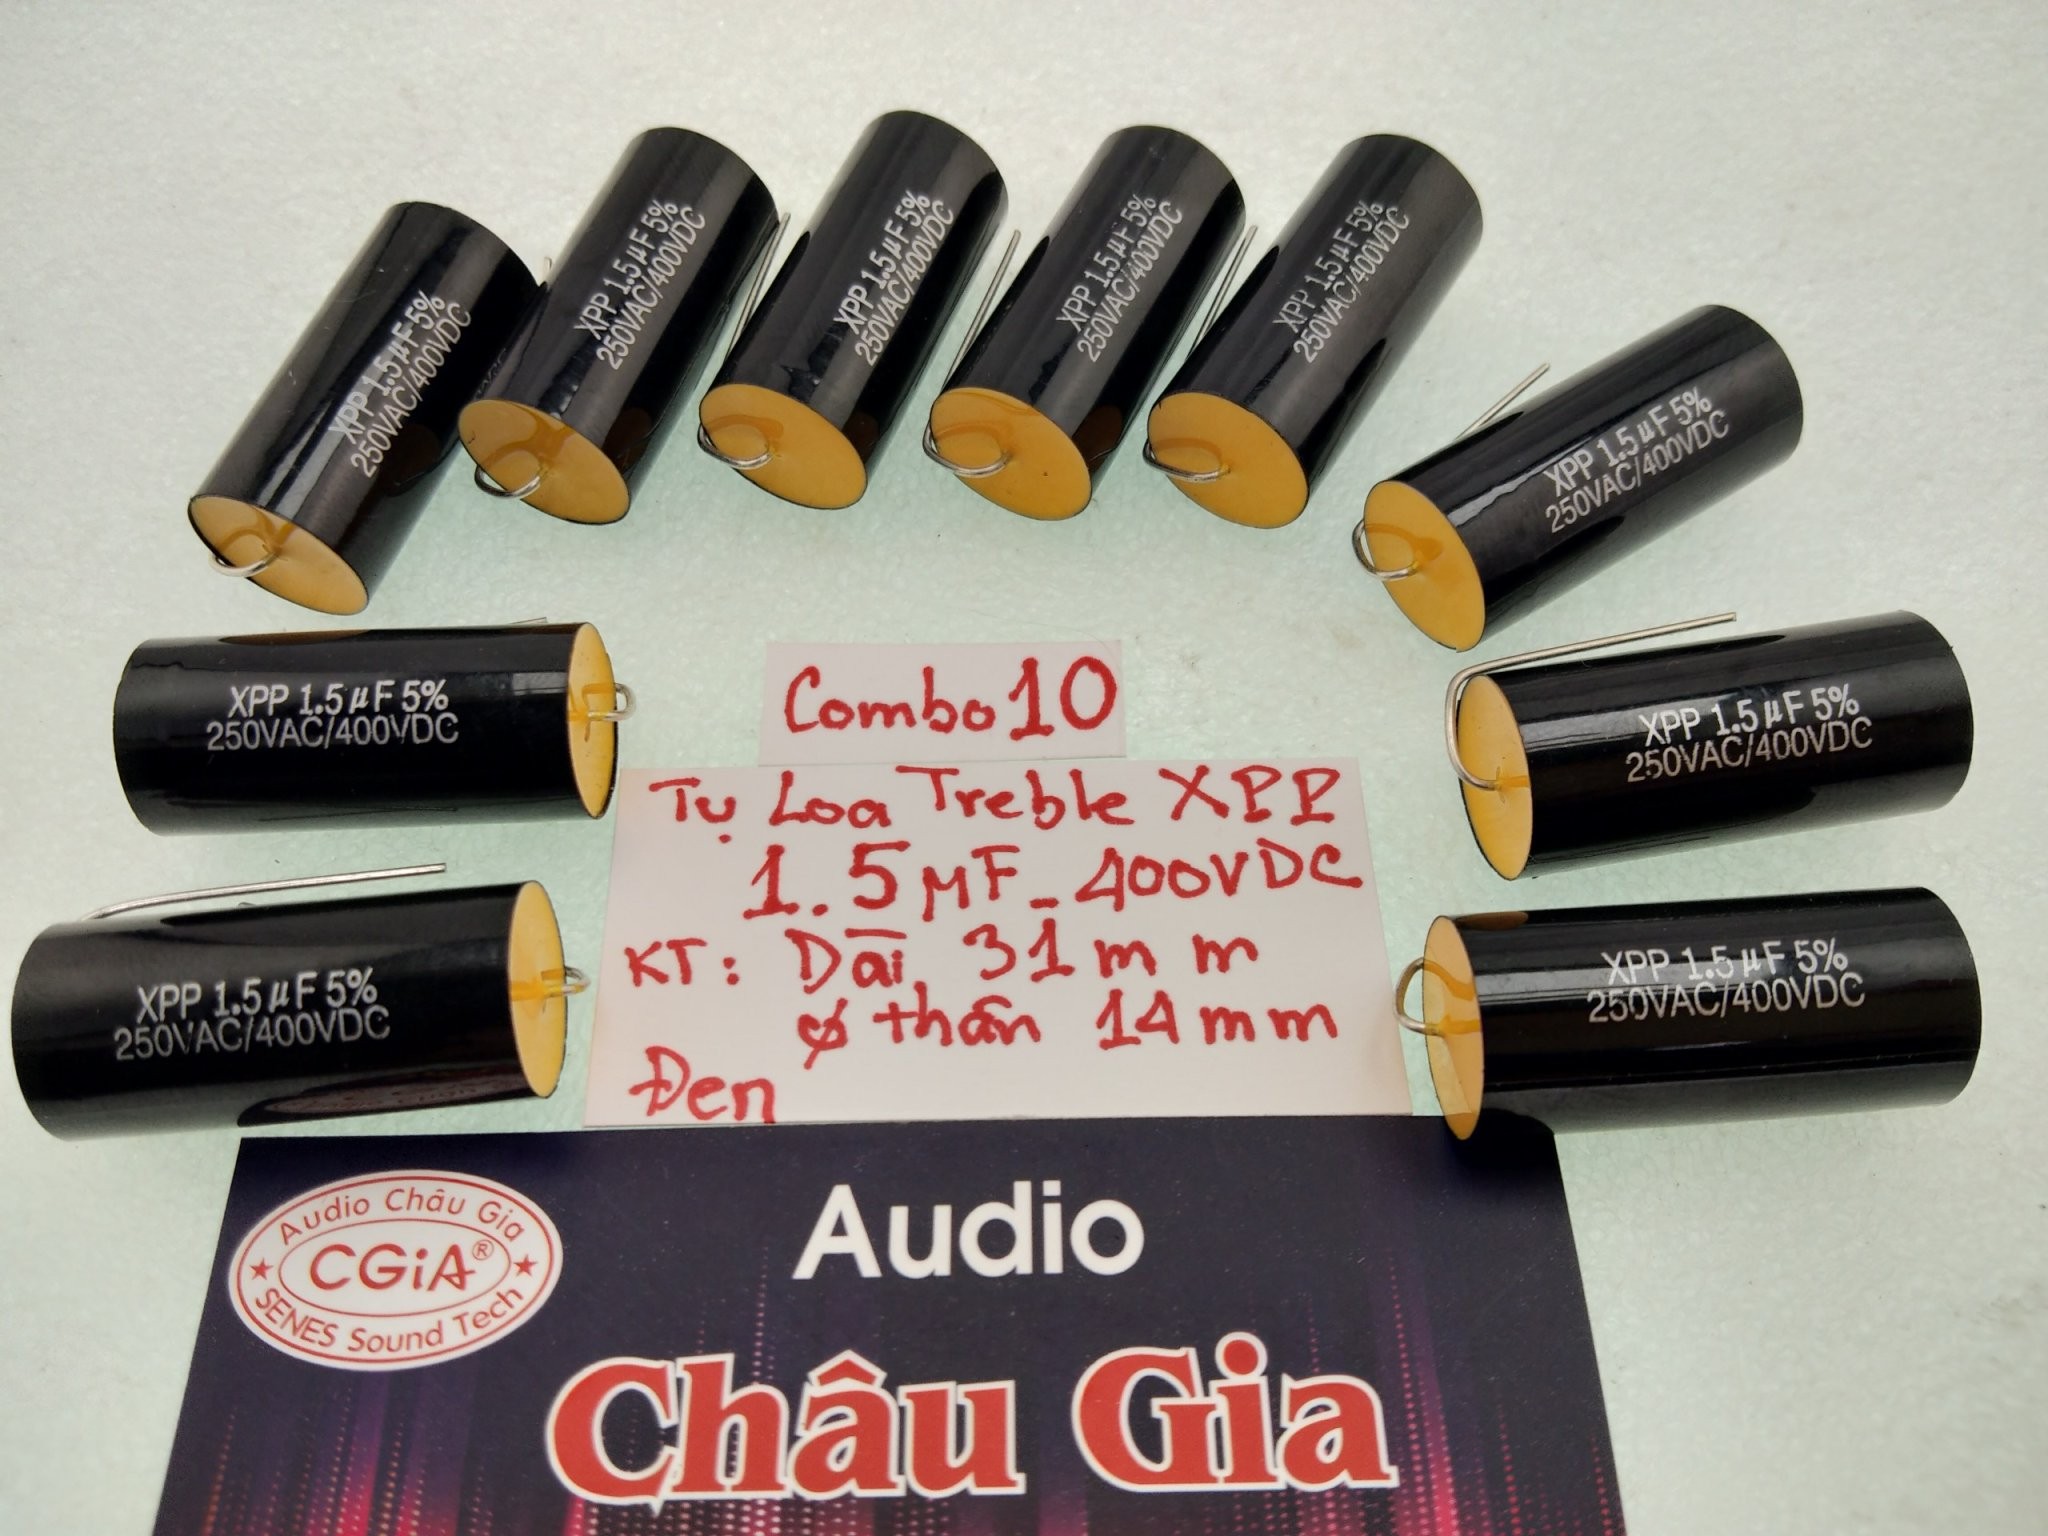 XPP 1.5µF 5%
250VAC/400VDC
XPP 1.5µF 5%
250VAC/400VDC
XPP 1.5µF 5%
250VAC/400VDC
XPP 1.5µF 5%
250VAC/400VDC
XPP 1.5µF 5%
250VAC/400VDC
XPP 1.5µF 5%
250VAC/400VDC
XPP 1.5µF 5%
250VAC/400VDC
XPP 1.5µF 5%
250VAC/400VDC
XPP 1.5µF 5%
250VAC/400VDC
XPP 1.5µF 5%
250VAC/400VDC
Combo 10
Tụ Loa Treble XPP
1.5µF_400VDC
KT: Dài 31mm
ø thân 14mm
Đen
Audio Châu Gia
CGiA®
SENES Sound Tech
Audio
Châu Gia